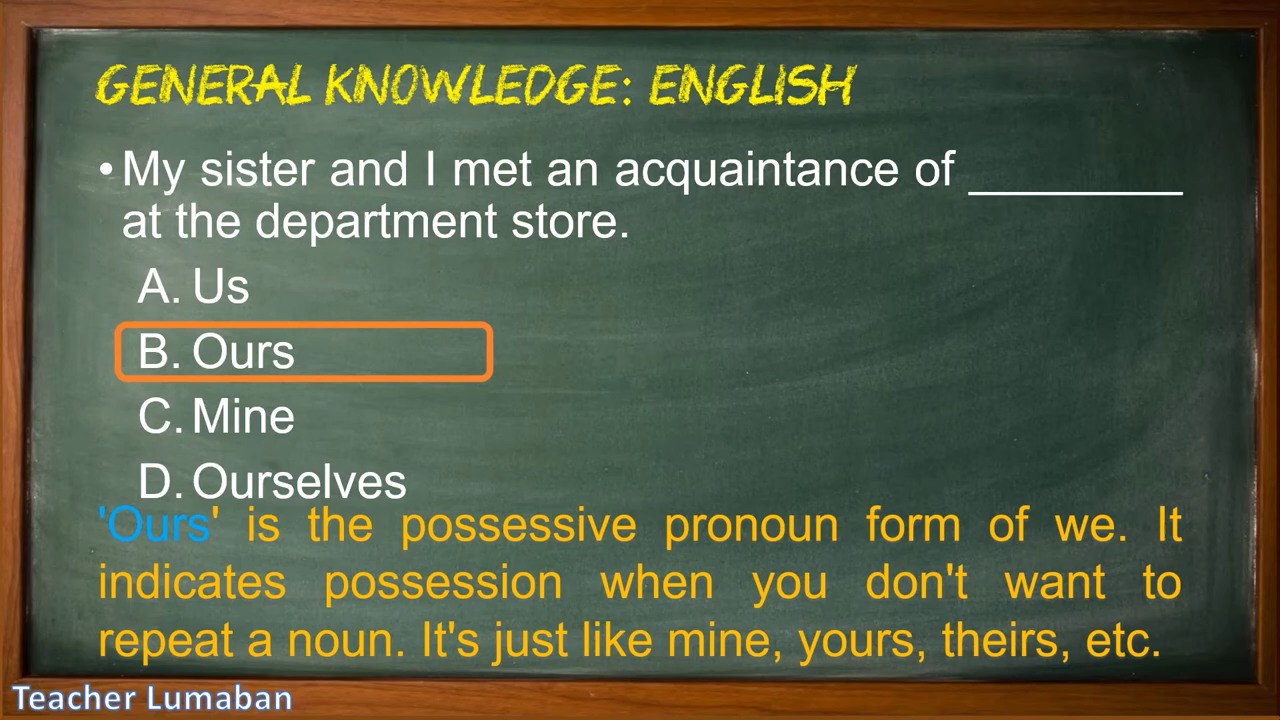 GENERAL KNOWLEDGE: ENGLISH
• My sister and I met an acquaintance of _________
at the department store.
A. Us
B. Ours
C. Mine
D. Ourselves
'Ours' is the possessive pronoun form of we. It
indicates possession when you don't want to
repeat a noun. It's just like mine, yours, theirs, etc.
Teacher Lumaban